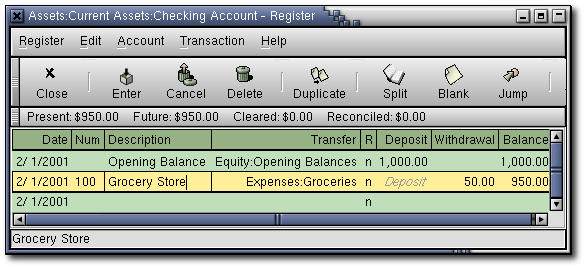 Assets:Current Assets:Checking Account - Register
Register Edit Account Transaction Help
Close Enter Cancel Delete Duplicate Split Blank Jump
Present: $950.00 Future: $950.00 Cleared: $0.00 Reconciled: $0.00
Date Num Description Transfer R Deposit Withdrawal Balance
2/ 1/2001 Opening Balance Equity:Opening Balances n 1,000.00 1,000.00
2/ 1/2001 100 Grocery Store Expenses:Groceries n Deposit 50.00 950.00
2/ 1/2001 n
Grocery Store